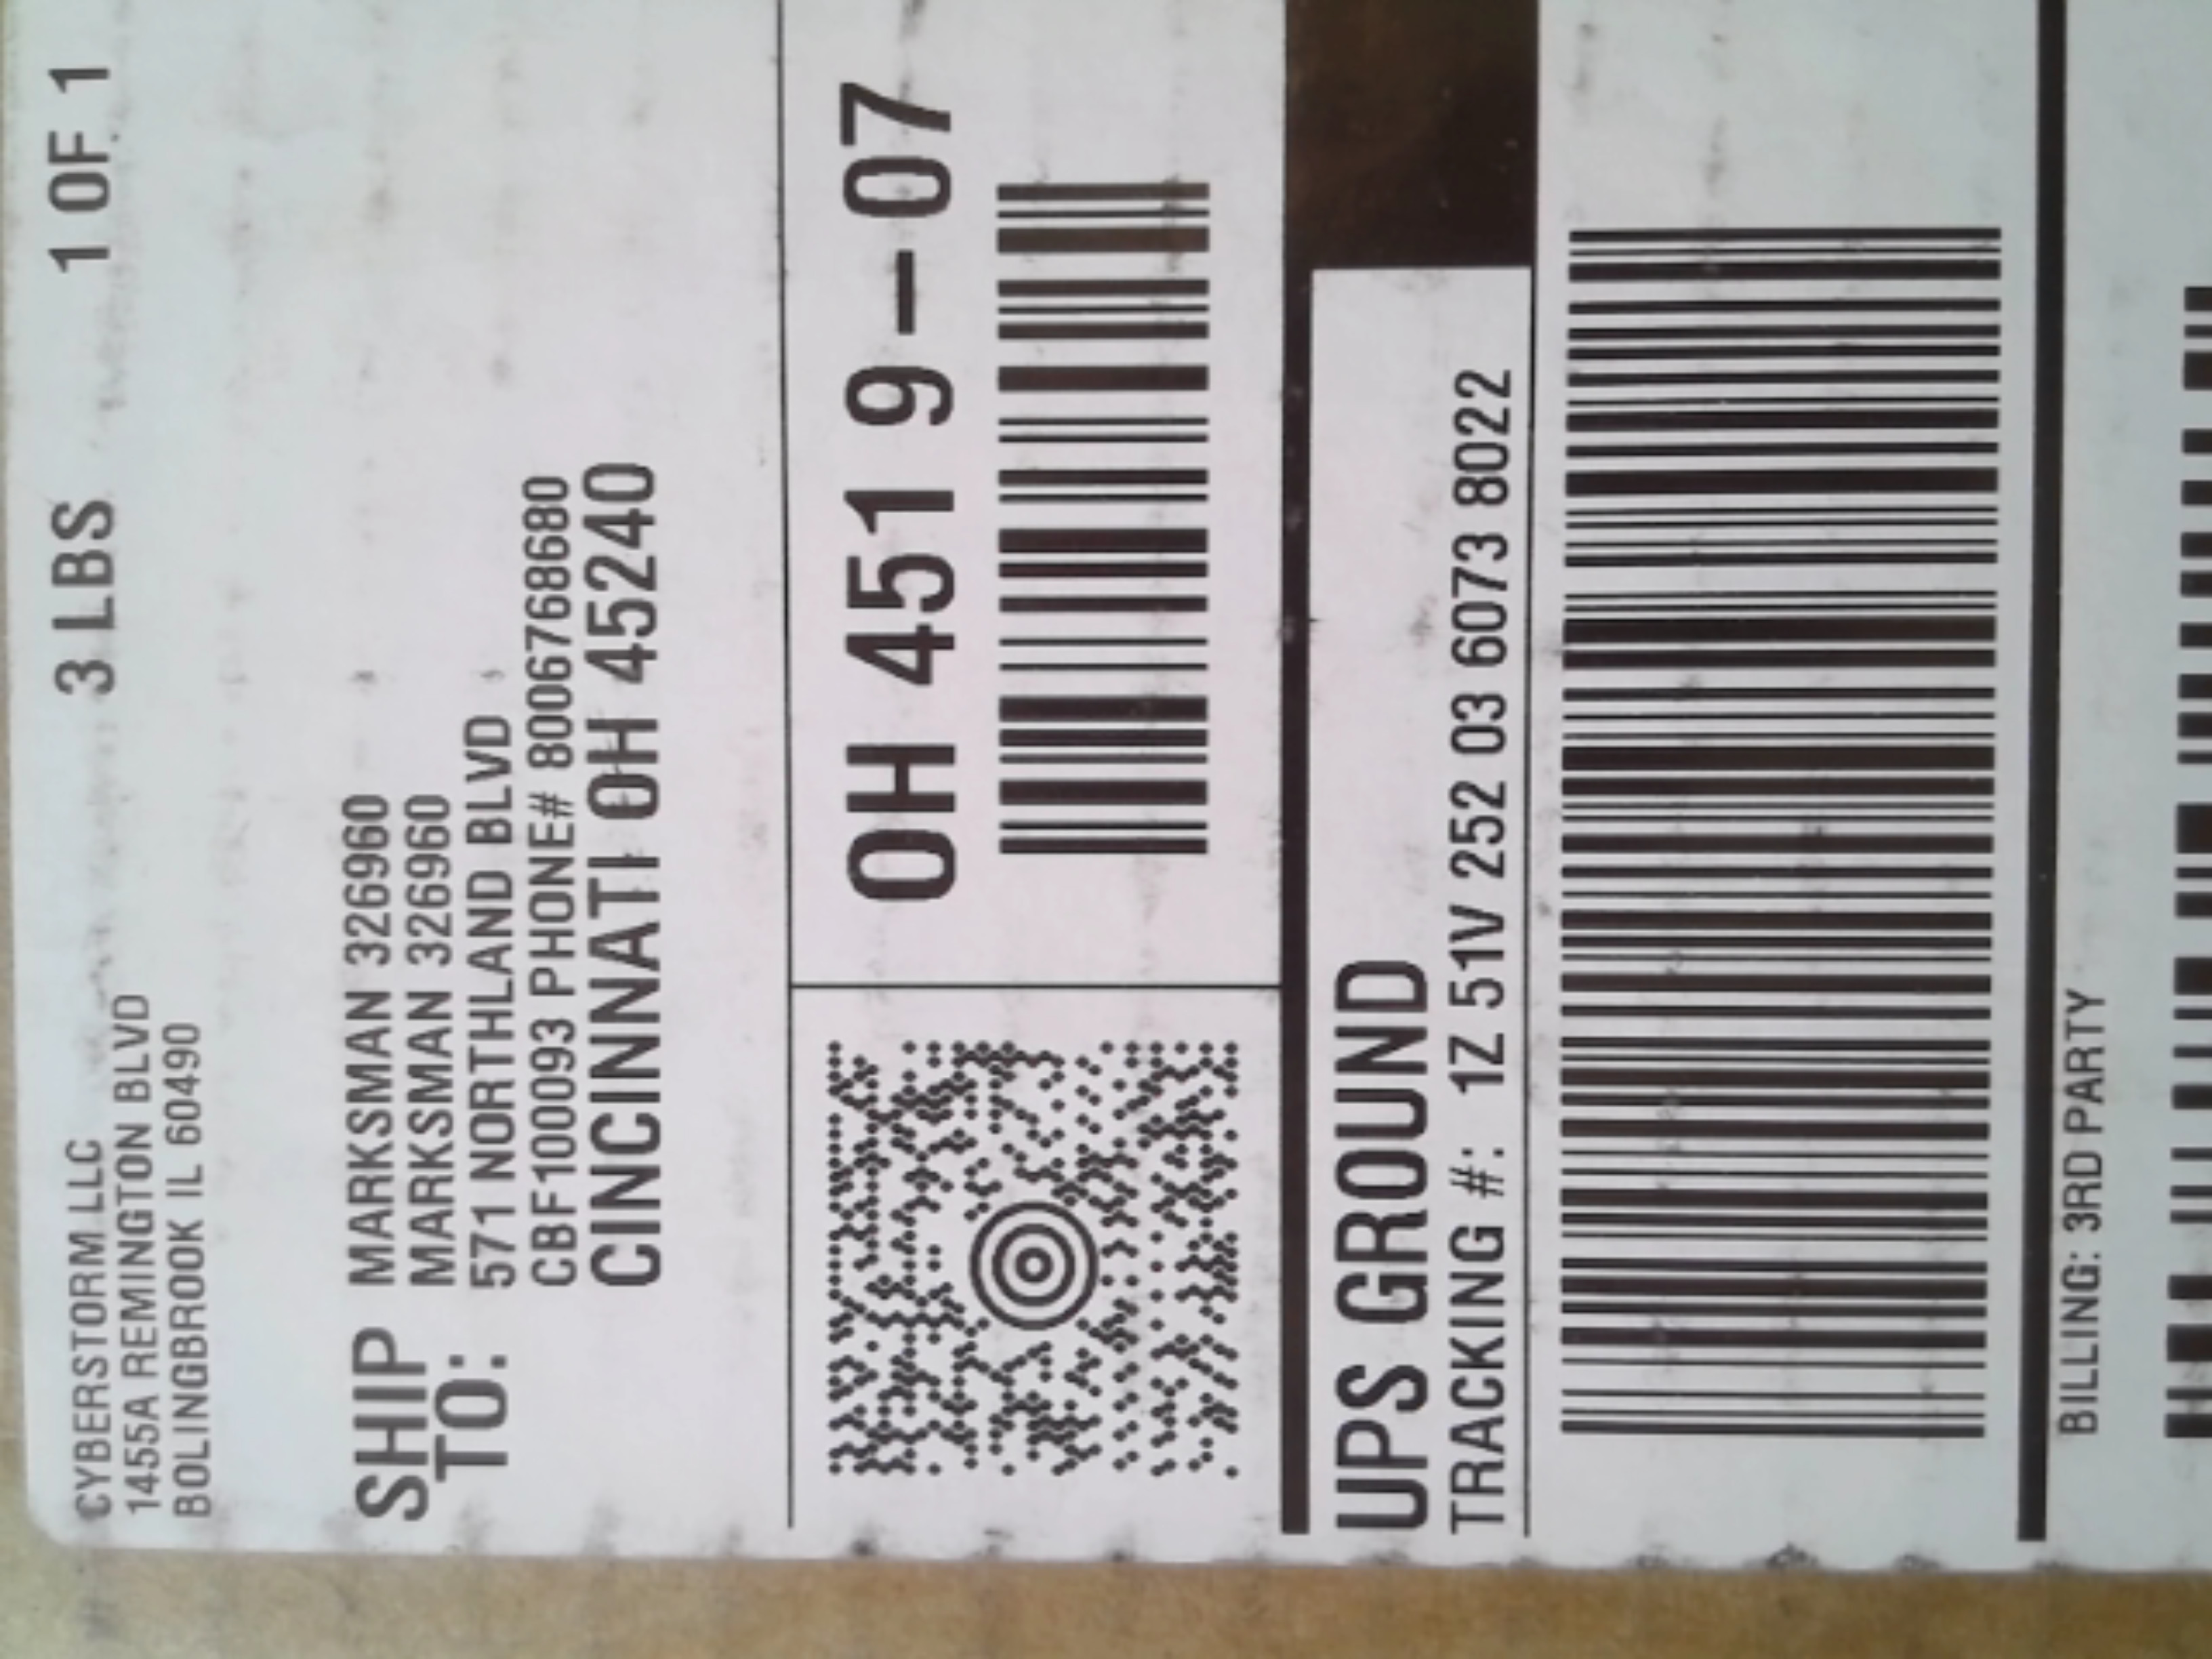 CYBERSTORM LLC
1455A REMINGTON BLVD
BOLINGBROOK IL 60490
3 LBS 1 OF 1
SHIP TO:
MARKSMAN 326960
MARKSMAN 326960
571 NORTHLAND BLVD
CBF100093 PHONE# 8006768680
CINCINNATI OH 45240
OH 451 9-07
UPS GROUND
TRACKING #: 1Z 51V 252 03 6073 8022
BILLING: 3RD PARTY